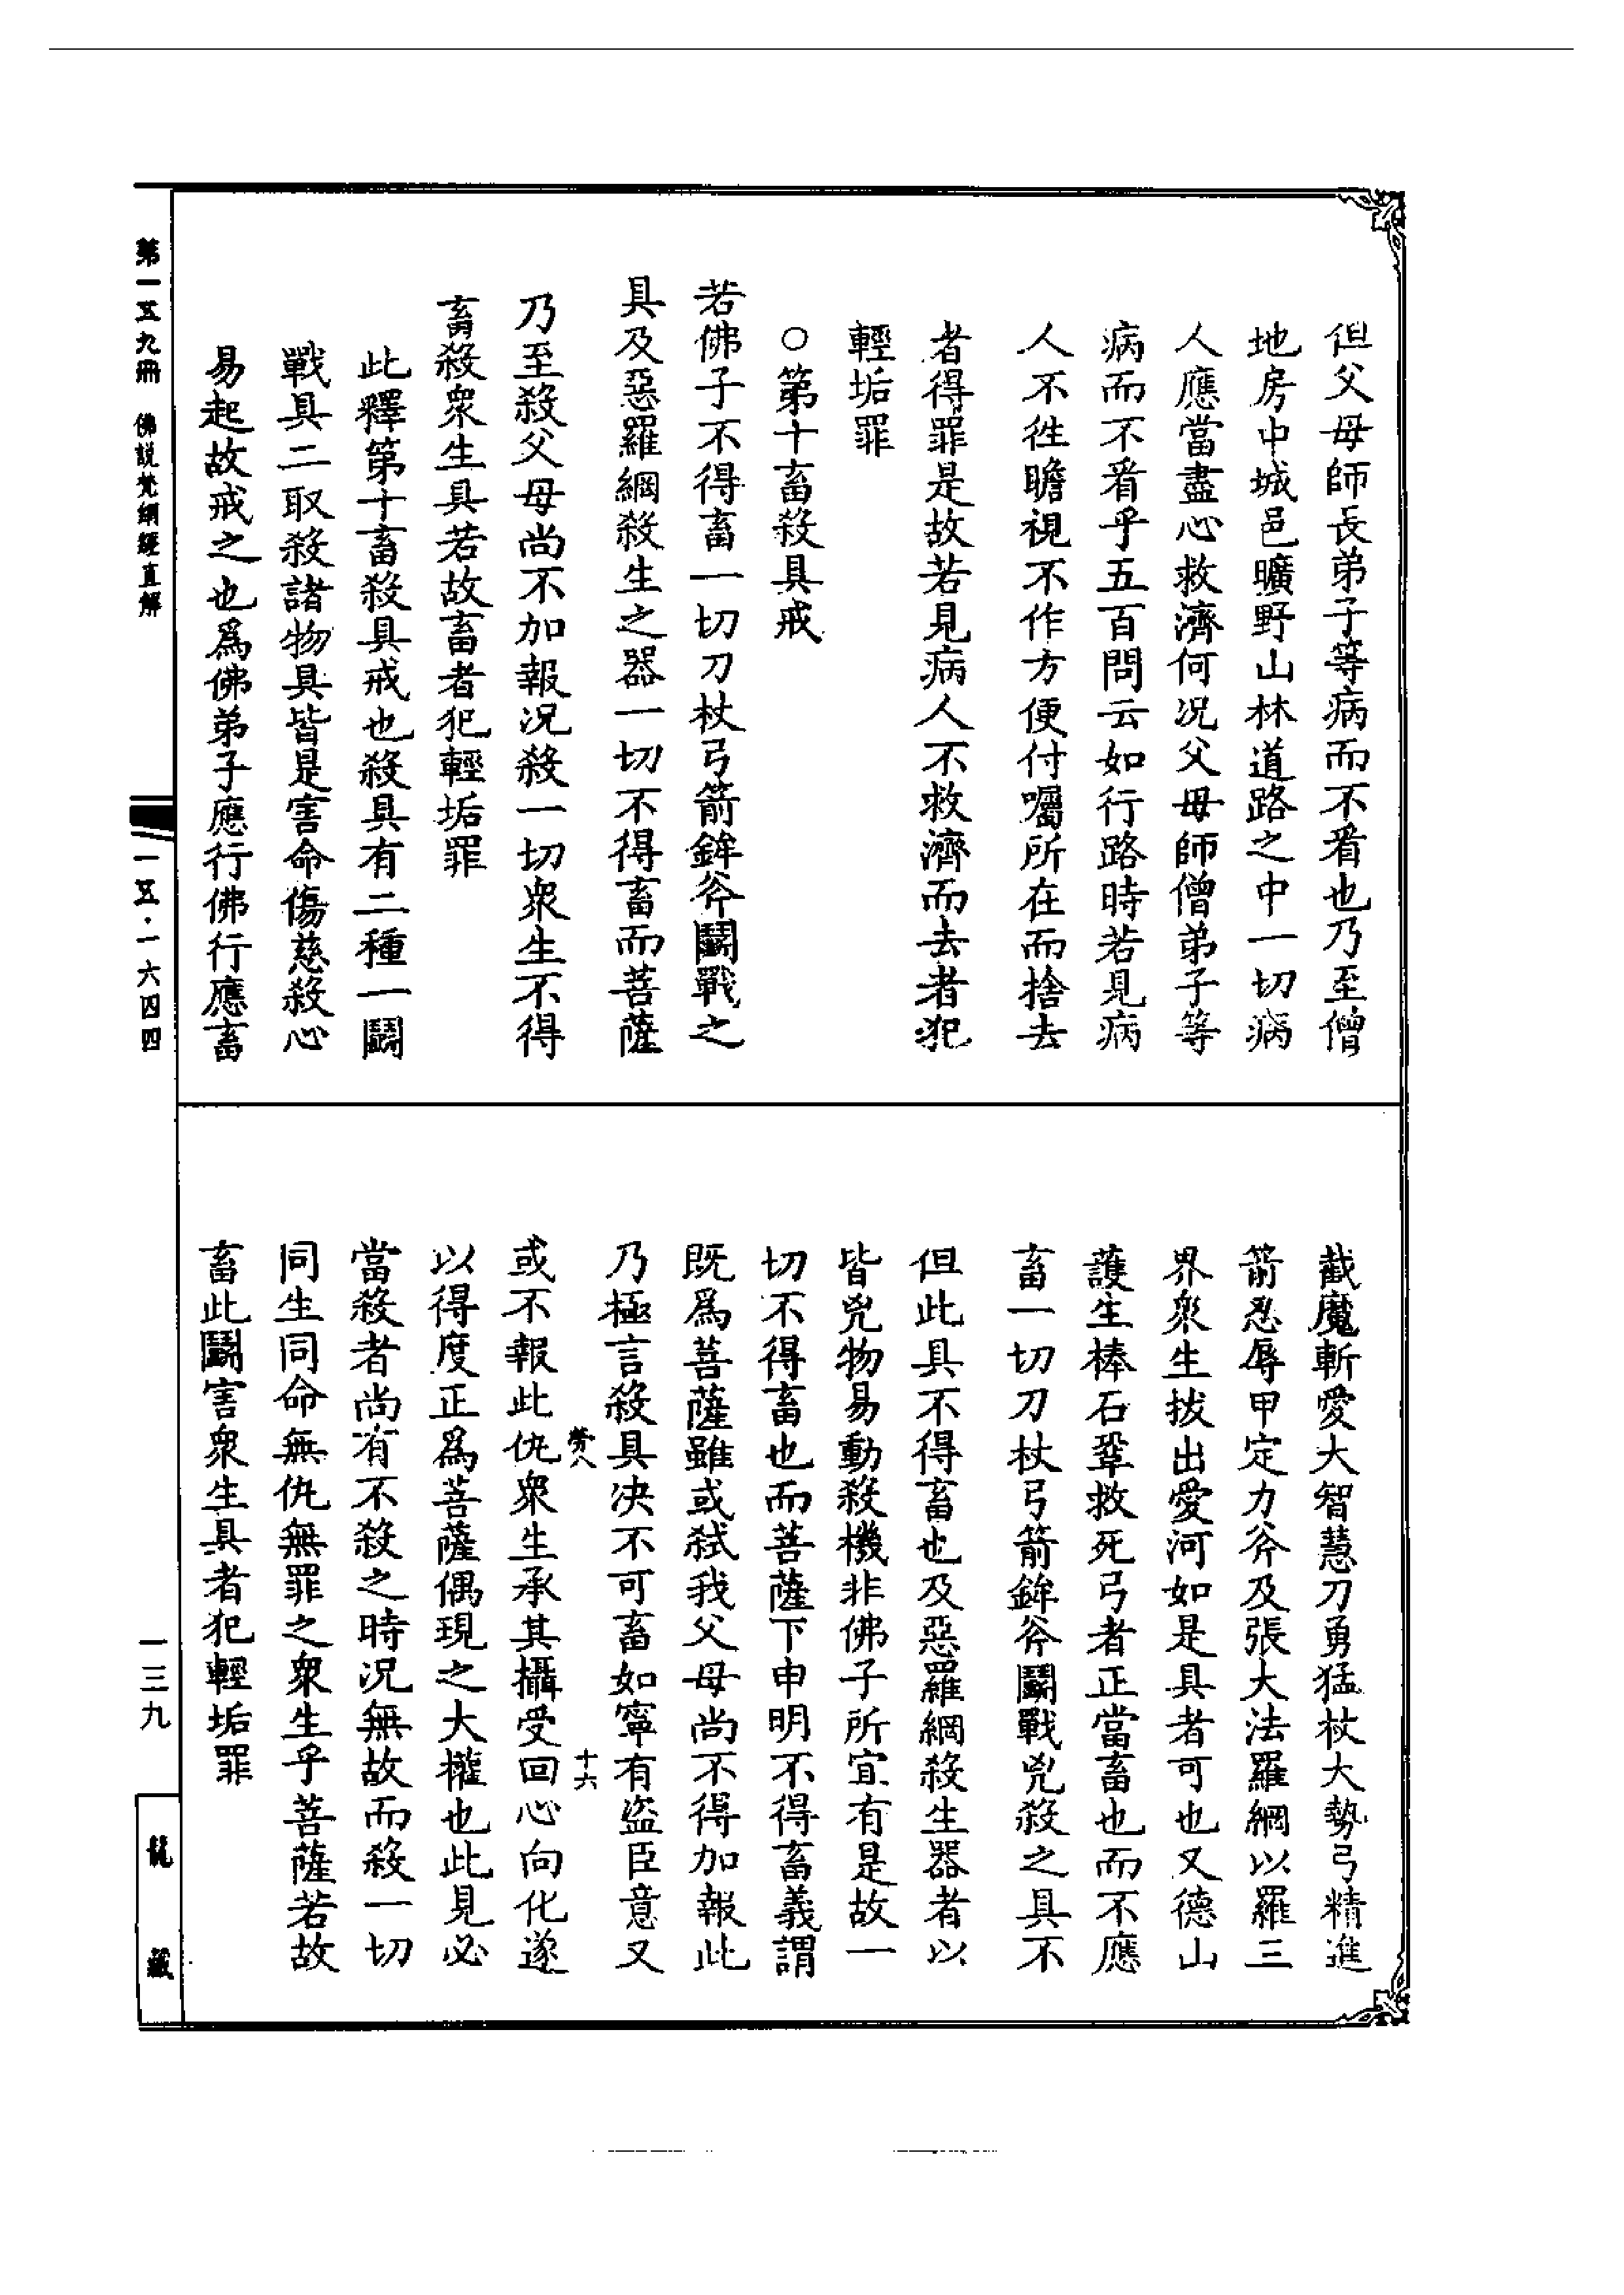 但父母師長弟子等病而不看也乃至僧
地房中城邑曠野山林道路之中一切病
人應當盡心救濟何况父母師僧弟子等
病而不看乎五百問云如行路時若見病
人不徃瞻視不作方便付囑所在而捨去
者得罪是故若見病人不救濟而去者犯
輕垢罪
○第十畜殺具戒
若佛子不得畜一切刀杖弓箭鉾斧鬭戰之
具及惡羅網殺生之器一切不得畜而菩薩
乃至殺父母尚不加報况殺一切衆生不得
畜殺衆生具若故畜者犯輕垢罪
此釋第十畜殺具戒也殺具有二種一鬭
戰具二取殺諸物具皆是害命傷慈殺心
易起故戒之也爲佛弟子應行佛行應畜
截魔斬愛大智慧刀勇猛杖大勢弓精進
箭忍辱甲定力斧及張大法羅網以羅三
界衆生拔出愛河如是具者可也又德山
護生棒石鞏救死弓者正當畜也而不應
畜一切刀杖弓箭鉾斧鬭戰兇殺之具不
但此具不得畜也及惡羅網殺生器者以
皆兇物易動殺機非佛子所宜有是故一
切不得畜也而菩薩下申明不得畜義謂
既爲菩薩雖或弑我父母尚不得加報此
乃極言殺具决不可畜如寧有盜臣意又
勞八 十六
或不報此仇衆生承其攝受回心向化遂
以得度正爲菩薩偶現之大權也此見必
當殺者尚有不殺之時况無故而殺一切
同生同命無仇無罪之衆生乎菩薩若故
畜此鬭害衆生具者犯輕垢罪
第一五九冊 佛説梵網經直解
一五·一六四四
一三九
龍藏